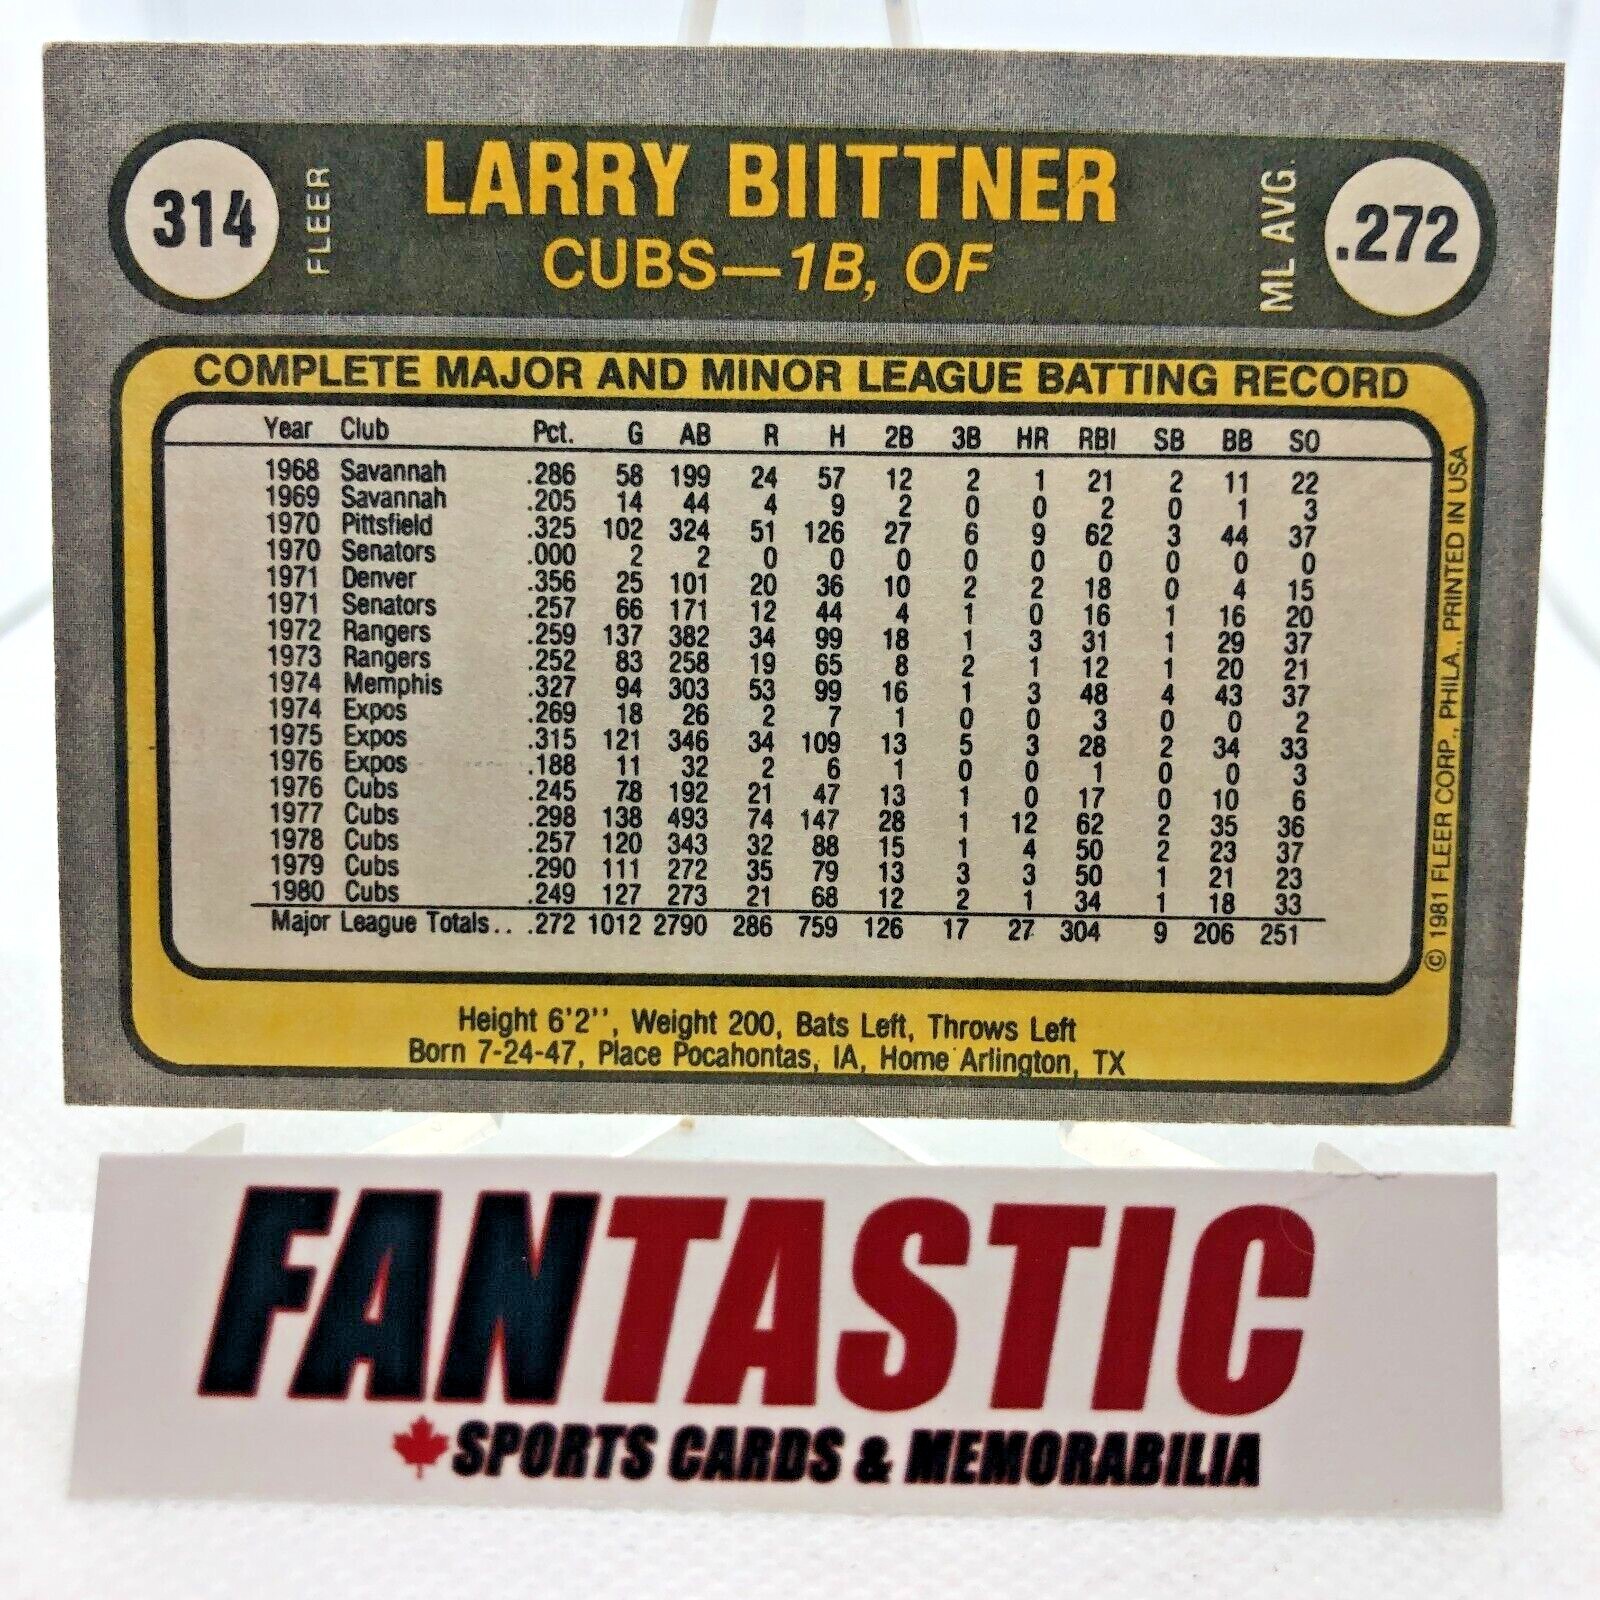 314 FLEER LARRY BIITTNER ML AVG. .272
CUBS—1B, OF
COMPLETE MAJOR AND MINOR LEAGUE BATTING RECORD
Year Club Pct. G AB R H 2B 3B HR RBI SB BB SO
1968 Savannah .286 58 199 24 57 12 2 1 21 2 11 22
1969 Savannah .205 14 44 4 9 2 0 0 2 0 1 3
1970 Pittsfield .325 102 324 51 126 27 6 9 62 3 44 37
1970 Senators .000 2 2 0 0 0 0 0 0 0 0 0
1971 Denver .356 25 101 20 36 10 2 2 18 0 4 15
1971 Senators .257 66 171 12 44 4 1 0 16 1 16 20
1972 Rangers .259 137 382 34 99 18 1 3 31 1 29 37
1973 Rangers .252 83 258 19 65 8 2 1 12 1 20 21
1974 Memphis .327 94 303 53 99 16 1 3 48 4 43 37
1974 Expos .269 18 26 2 7 1 0 0 3 0 0 2
1975 Expos .315 121 346 34 109 13 5 3 28 2 34 33
1976 Expos .188 11 32 2 6 1 0 0 1 0 0 3
1976 Cubs .245 78 192 21 47 13 1 0 17 0 10 6
1977 Cubs .298 138 493 74 147 28 1 12 62 2 35 36
1978 Cubs .257 120 343 32 88 15 1 4 50 2 23 37
1979 Cubs .290 111 272 35 79 13 3 3 50 1 21 23
1980 Cubs .249 127 273 21 68 12 2 1 34 1 18 33
Major League Totals.. .272 1012 2790 286 759 126 17 27 304 9 206 251
© 1981 FLEER CORP., PHILA., PRINTED IN USA
Height 6'2'', Weight 200, Bats Left, Throws Left
Born 7-24-47, Place Pocahontas, IA, Home Arlington, TX
FANTASTIC
SPORTS CARDS & MEMORABILIA